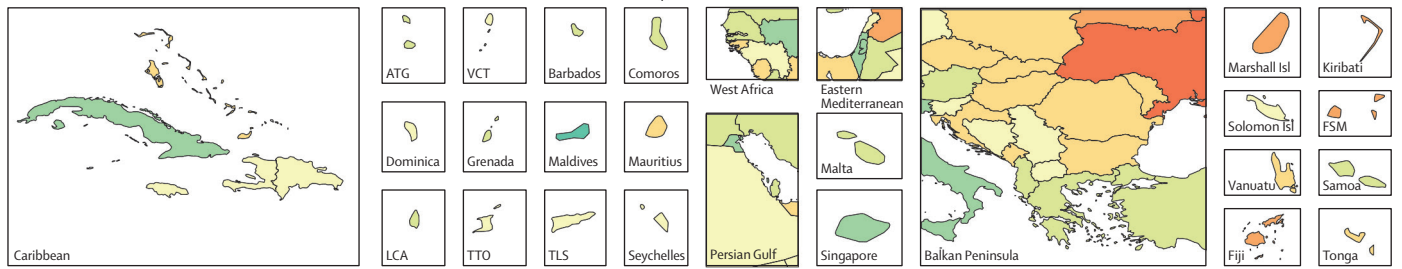 Caribbean
ATG
VCT
Barbados
Comoros
Dominica
Grenada
Maldives
Mauritius
LCA
TTO
TLS
Seychelles
West Africa
Eastern
Mediterranean
Persian Gulf
Malta
Singapore
Balkan Peninsula
Marshall Isl
Kiribati
Solomon Isl
FSM
Vanuatu
Samoa
Fiji
Tonga